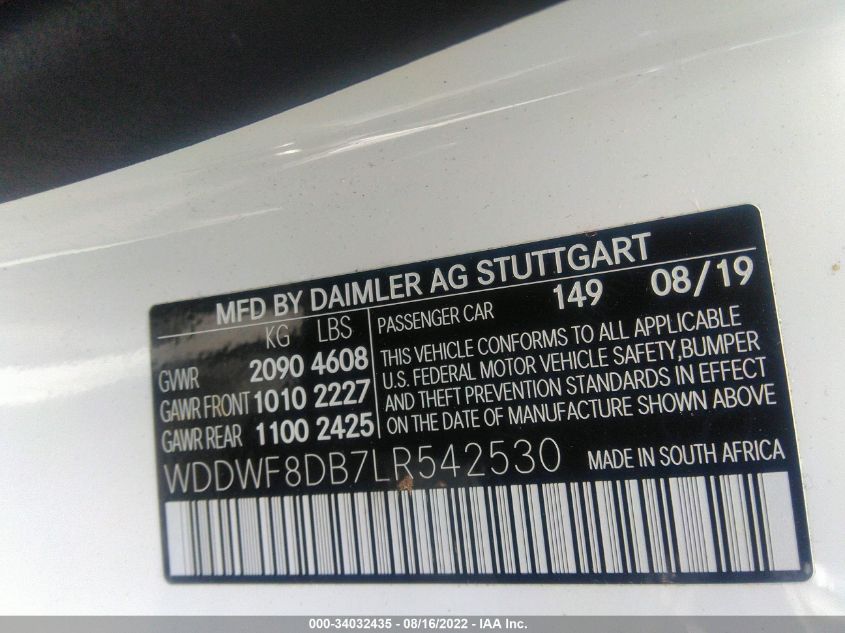 MFD BY DAIMLER AG STUTTGART
KG LBS
GVWR 2090 4608
GAWR FRONT 1010 2227
GAWR REAR 1100 2425
PASSENGER CAR 149 08/19
THIS VEHICLE CONFORMS TO ALL APPLICABLE
U.S. FEDERAL MOTOR VEHICLE SAFETY, BUMPER
AND THEFT PREVENTION STANDARDS IN EFFECT
ON THE DATE OF MANUFACTURE SHOWN ABOVE
WDDWF8DB7LR542530 MADE IN SOUTH AFRICA
000-34032435 - 08/16/2022 - IAA Inc.